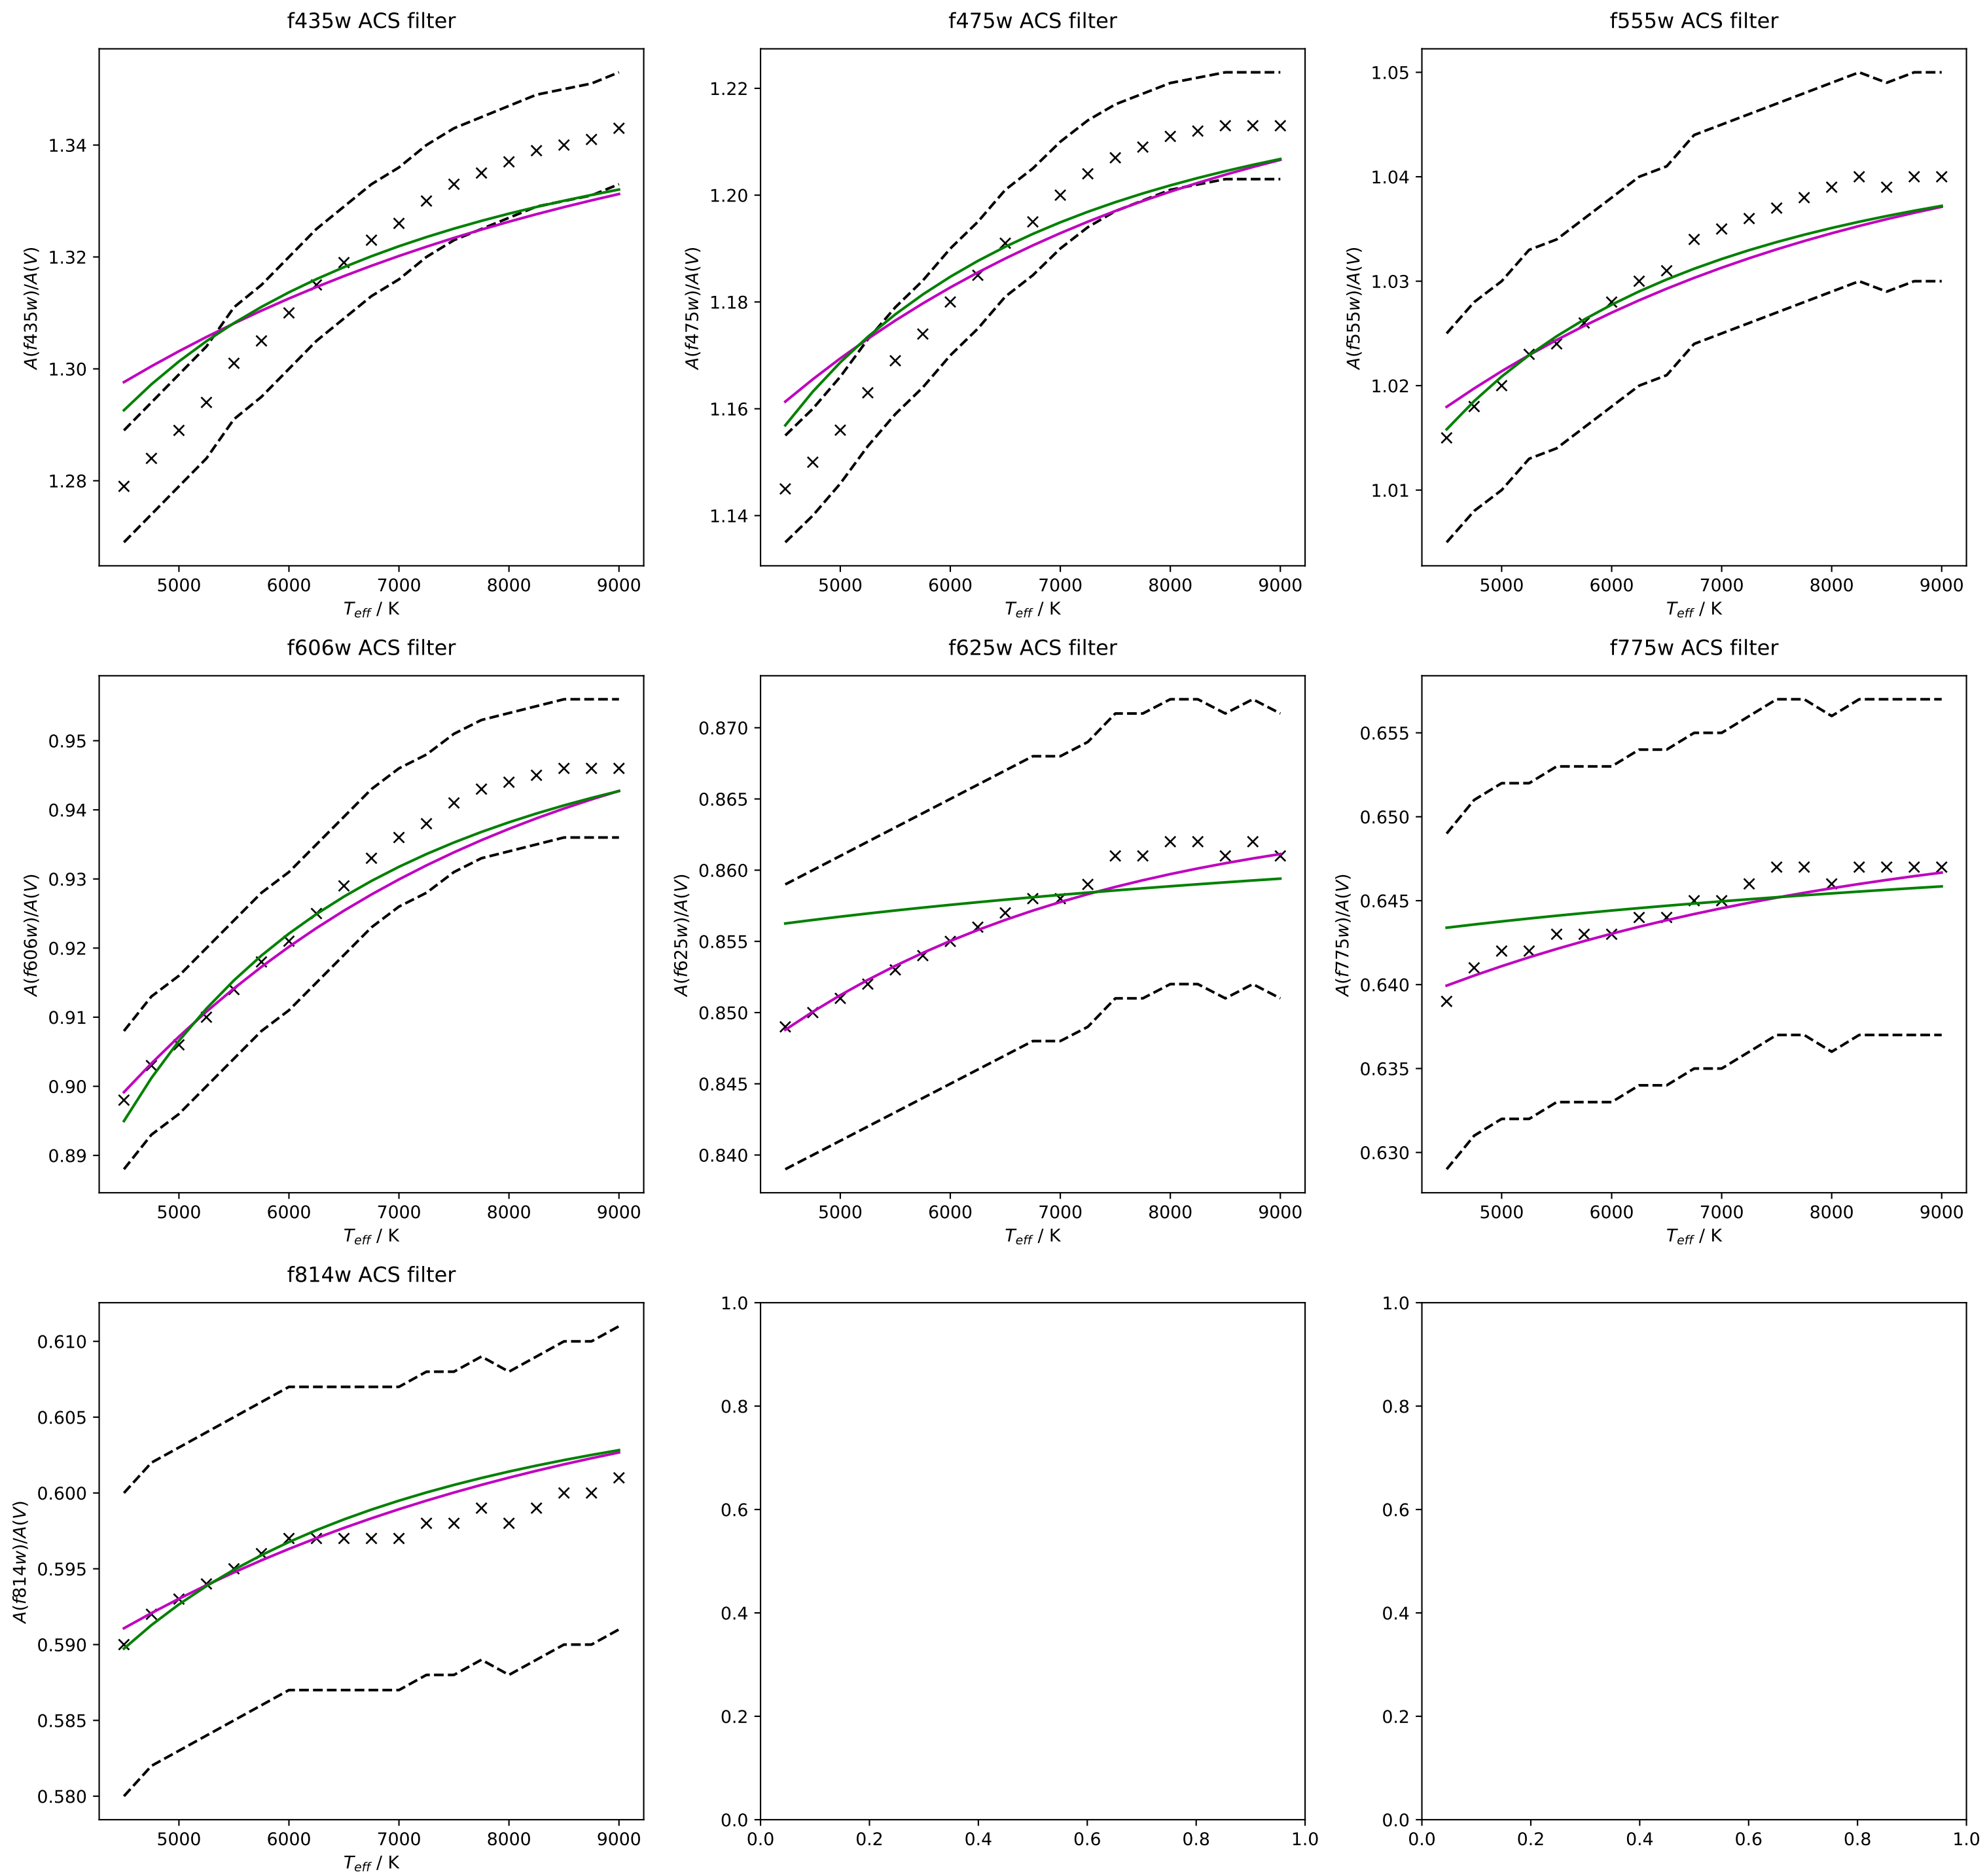 f435w ACS filter
A(f435w)/A(V)
1.34
1.32
1.30
1.28
5000 6000 7000 8000 9000
T_eff / K
f475w ACS filter
A(f475w)/A(V)
1.22
1.20
1.18
1.16
1.14
5000 6000 7000 8000 9000
T_eff / K
f555w ACS filter
A(f555w)/A(V)
1.05
1.04
1.03
1.02
1.01
5000 6000 7000 8000 9000
T_eff / K
f606w ACS filter
A(f606w)/A(V)
0.95
0.94
0.93
0.92
0.91
0.90
0.89
5000 6000 7000 8000 9000
T_eff / K
f625w ACS filter
A(f625w)/A(V)
0.870
0.865
0.860
0.855
0.850
0.845
0.840
5000 6000 7000 8000 9000
T_eff / K
f775w ACS filter
A(f775w)/A(V)
0.655
0.650
0.645
0.640
0.635
0.630
5000 6000 7000 8000 9000
T_eff / K
f814w ACS filter
A(f814w)/A(V)
0.610
0.605
0.600
0.595
0.590
0.585
0.580
5000 6000 7000 8000 9000
T_eff / K
1.0
0.8
0.6
0.4
0.2
0.0
0.0 0.2 0.4 0.6 0.8 1.0
1.0
0.8
0.6
0.4
0.2
0.0
0.0 0.2 0.4 0.6 0.8 1.0